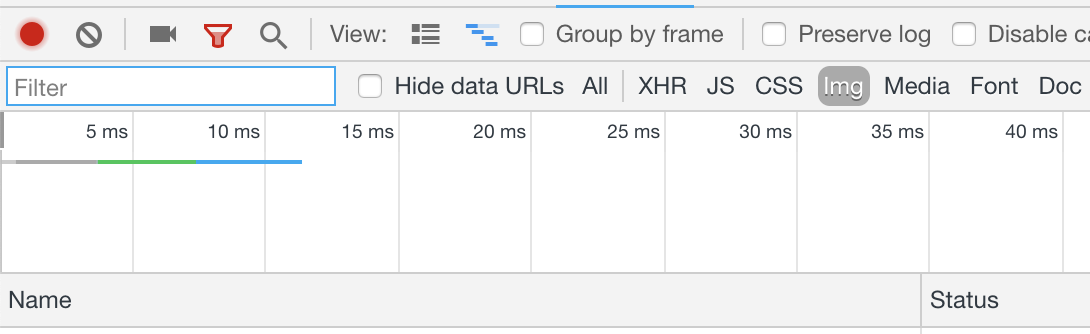 View: Group by frame Preserve log Disable
Filter Hide data URLs All XHR JS CSS Img Media Font Doc
5 ms 10 ms 15 ms 20 ms 25 ms 30 ms 35 ms 40 ms
Name Status